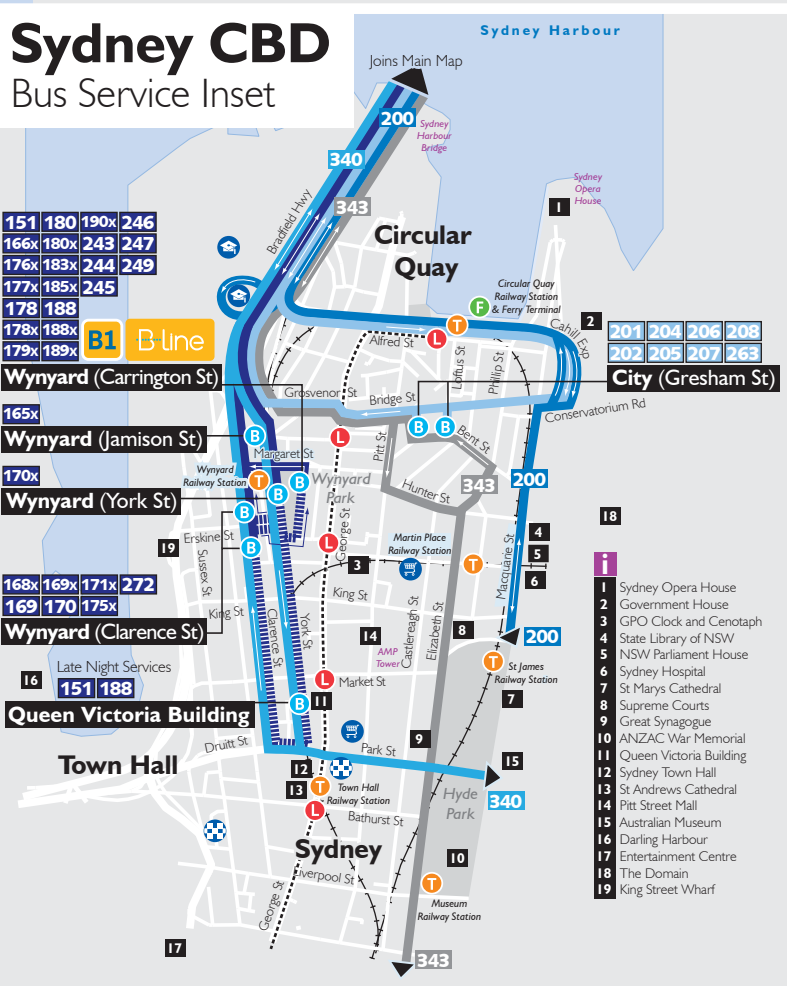 Sydney CBD
Bus Service Inset
Sydney Harbour
Joins Main Map
200
Sydney
Harbour
Bridge
340
Sydney
Opera
House
1
Bradfield Hwy
343
Circular
Quay
151 180 190x 246
166x 180x 243 247
176x 183x 244 249
177x 185x 245
178 188
178x 188x
179x 189x
B1 B-Line
Wynyard (Carrington St)
Circular Quay
Railway Station
& Ferry Terminal
F
T
L
2
Cahill Exp
201 204 206 208
202 205 207 263
City (Gresham St)
Alfred St
Loftus St
Phillip St
Grosvenor St
Bridge St
Conservatorium Rd
165x
Wynyard (Jamison St)
B
B
B
L
Pitt St
Bent St
Margaret St
Wynyard
Railway Station
T
B
B
Wynyard
Park
Hunter St
343
200
170x
Wynyard (York St)
B
18
Erskine St
19
B
L
George St
Martin Place
Railway Station
T
4
5
6
Macquarie St
Sussex St
3
King St
King St
168x 169x 171x 272
169 170 175x
Wynyard (Clarence St)
Clarence St
York St
14
AMP
Tower
Castlereagh St
Elizabeth St
8
200
T
St James
Railway Station
16
Late Night Services
151 188
Queen Victoria Building
L
Market St
B
11
7
Druitt St
Town Hall
Park St
9
15
12
13
T
Town Hall
Railway Station
L
Bathurst St
Hyde
Park
340
Sydney
10
Liverpool St
T
Museum
Railway Station
George St
17
343
i
1 Sydney Opera House
2 Government House
3 GPO Clock and Cenotaph
4 State Library of NSW
5 NSW Parliament House
6 Sydney Hospital
7 St Marys Cathedral
8 Supreme Courts
9 Great Synagogue
10 ANZAC War Memorial
11 Queen Victoria Building
12 Sydney Town Hall
13 St Andrews Cathedral
14 Pitt Street Mall
15 Australian Museum
16 Darling Harbour
17 Entertainment Centre
18 The Domain
19 King Street Wharf